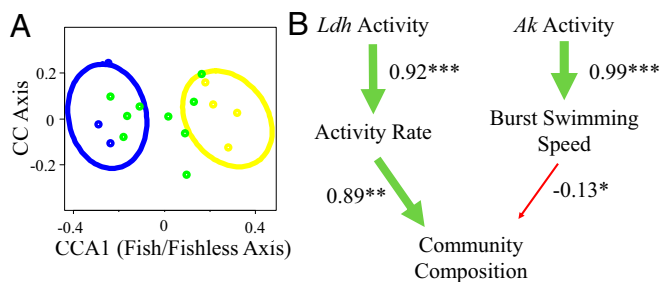 A
CC Axis
0.2
0
-0.2
-0.4
0
0.4
CCA1 (Fish/Fishless Axis)
B
Ldh Activity
Ak Activity
0.92***
0.99***
Activity Rate
Burst Swimming
Speed
0.89**
-0.13*
Community
Composition